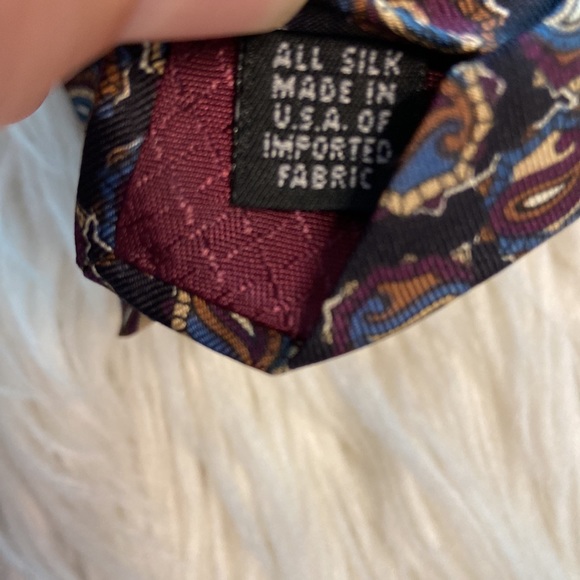 ALL SILK
MADE IN
U.S.A. OF
IMPORTED
FABRIC